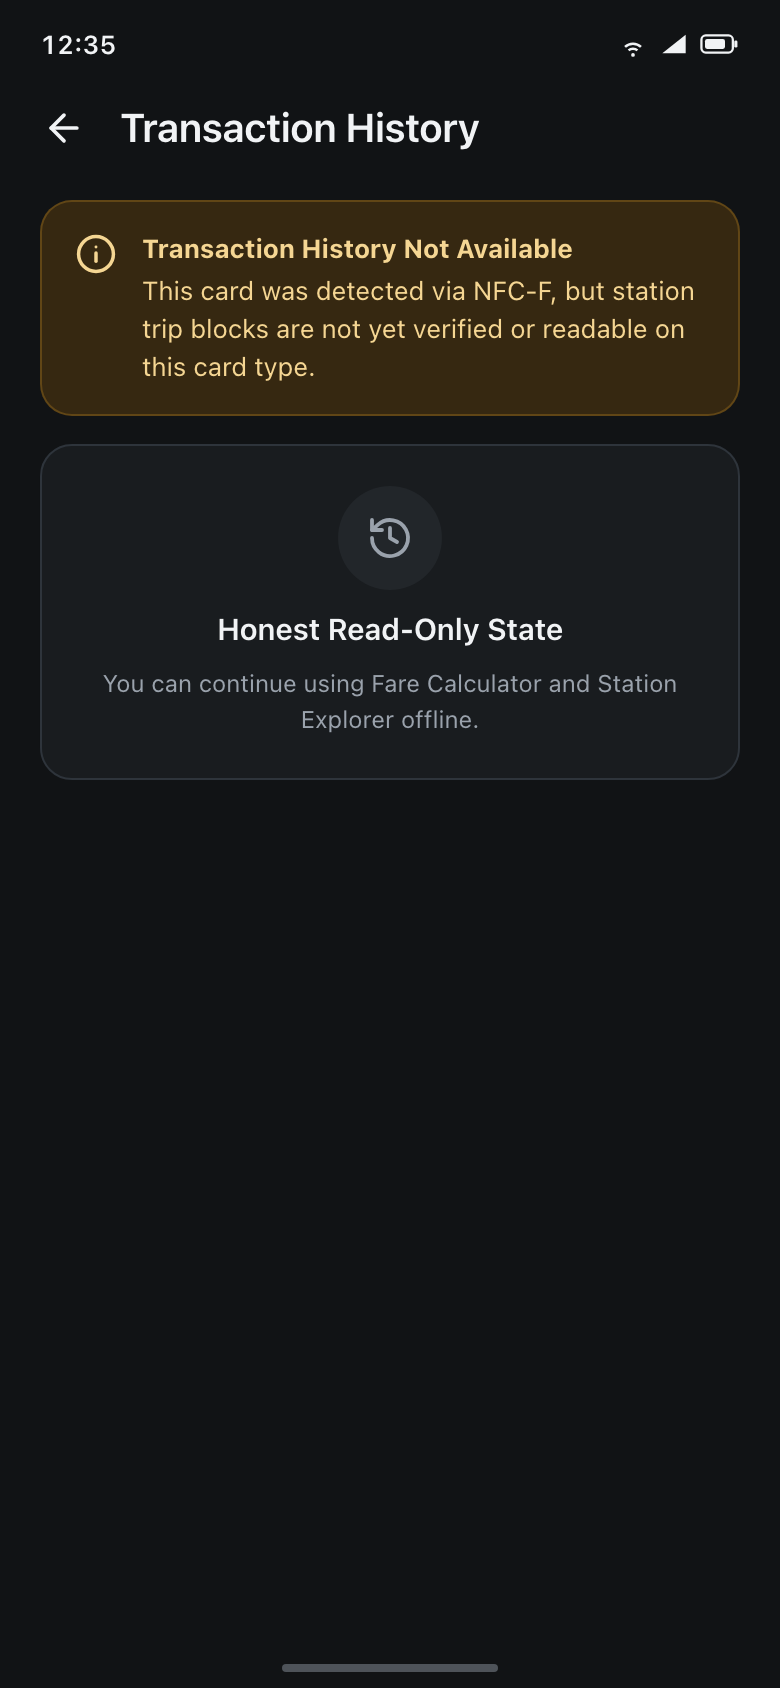 12:35
Transaction History
Transaction History Not Available
This card was detected via NFC-F, but station
trip blocks are not yet verified or readable on
this card type.
Honest Read-Only State
You can continue using Fare Calculator and Station
Explorer offline.